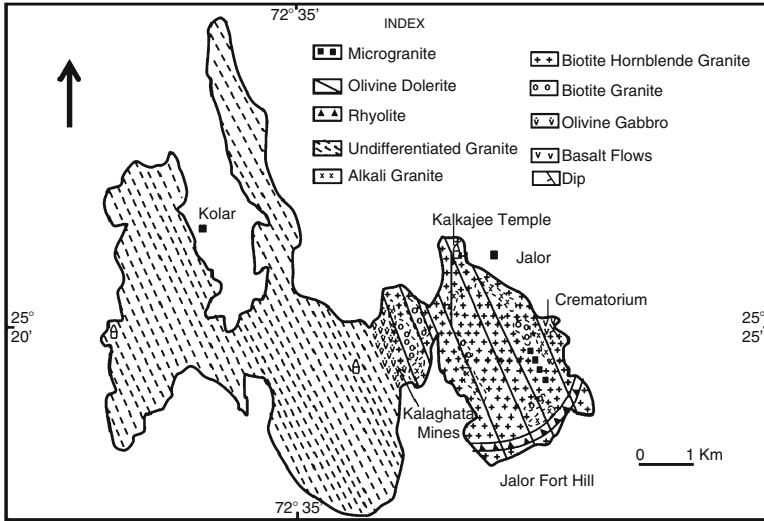 72° 35'
INDEX
Microgranite
Olivine Dolerite
Rhyolite
Undifferentiated Granite
Alkali Granite
Biotite Hornblende Granite
Biotite Granite
Olivine Gabbro
Basalt Flows
Dip
Kolar
Kalkajee Temple
Jalor
Crematorium
25°
20'
25°
25'
Kalaghata
Mines
Jalor Fort Hill
0 1 Km
72° 35'